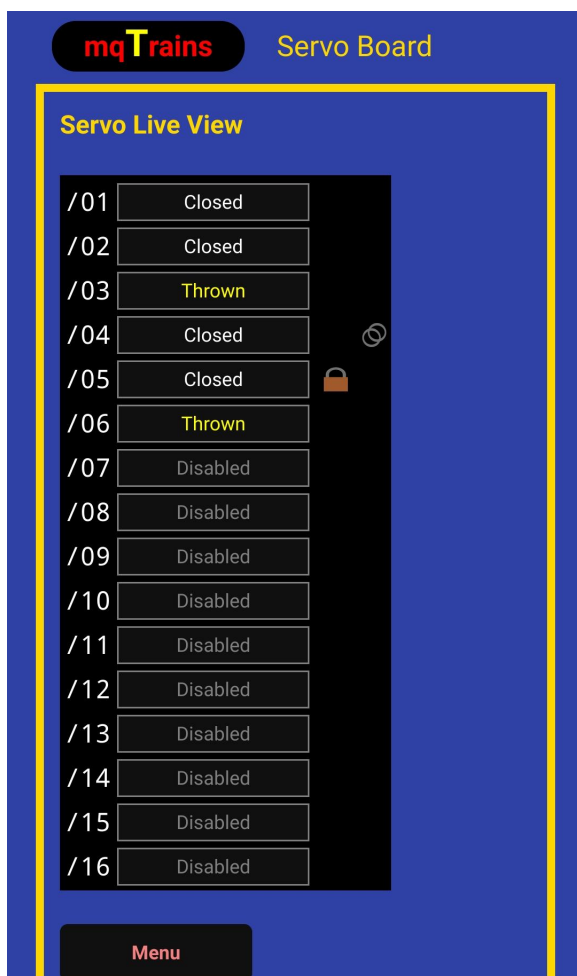 mqTrains Servo Board
Servo Live View
/01 Closed
/02 Closed
/03 Thrown
/04 Closed
/05 Closed
/06 Thrown
/07 Disabled
/08 Disabled
/09 Disabled
/10 Disabled
/11 Disabled
/12 Disabled
/13 Disabled
/14 Disabled
/15 Disabled
/16 Disabled
Menu